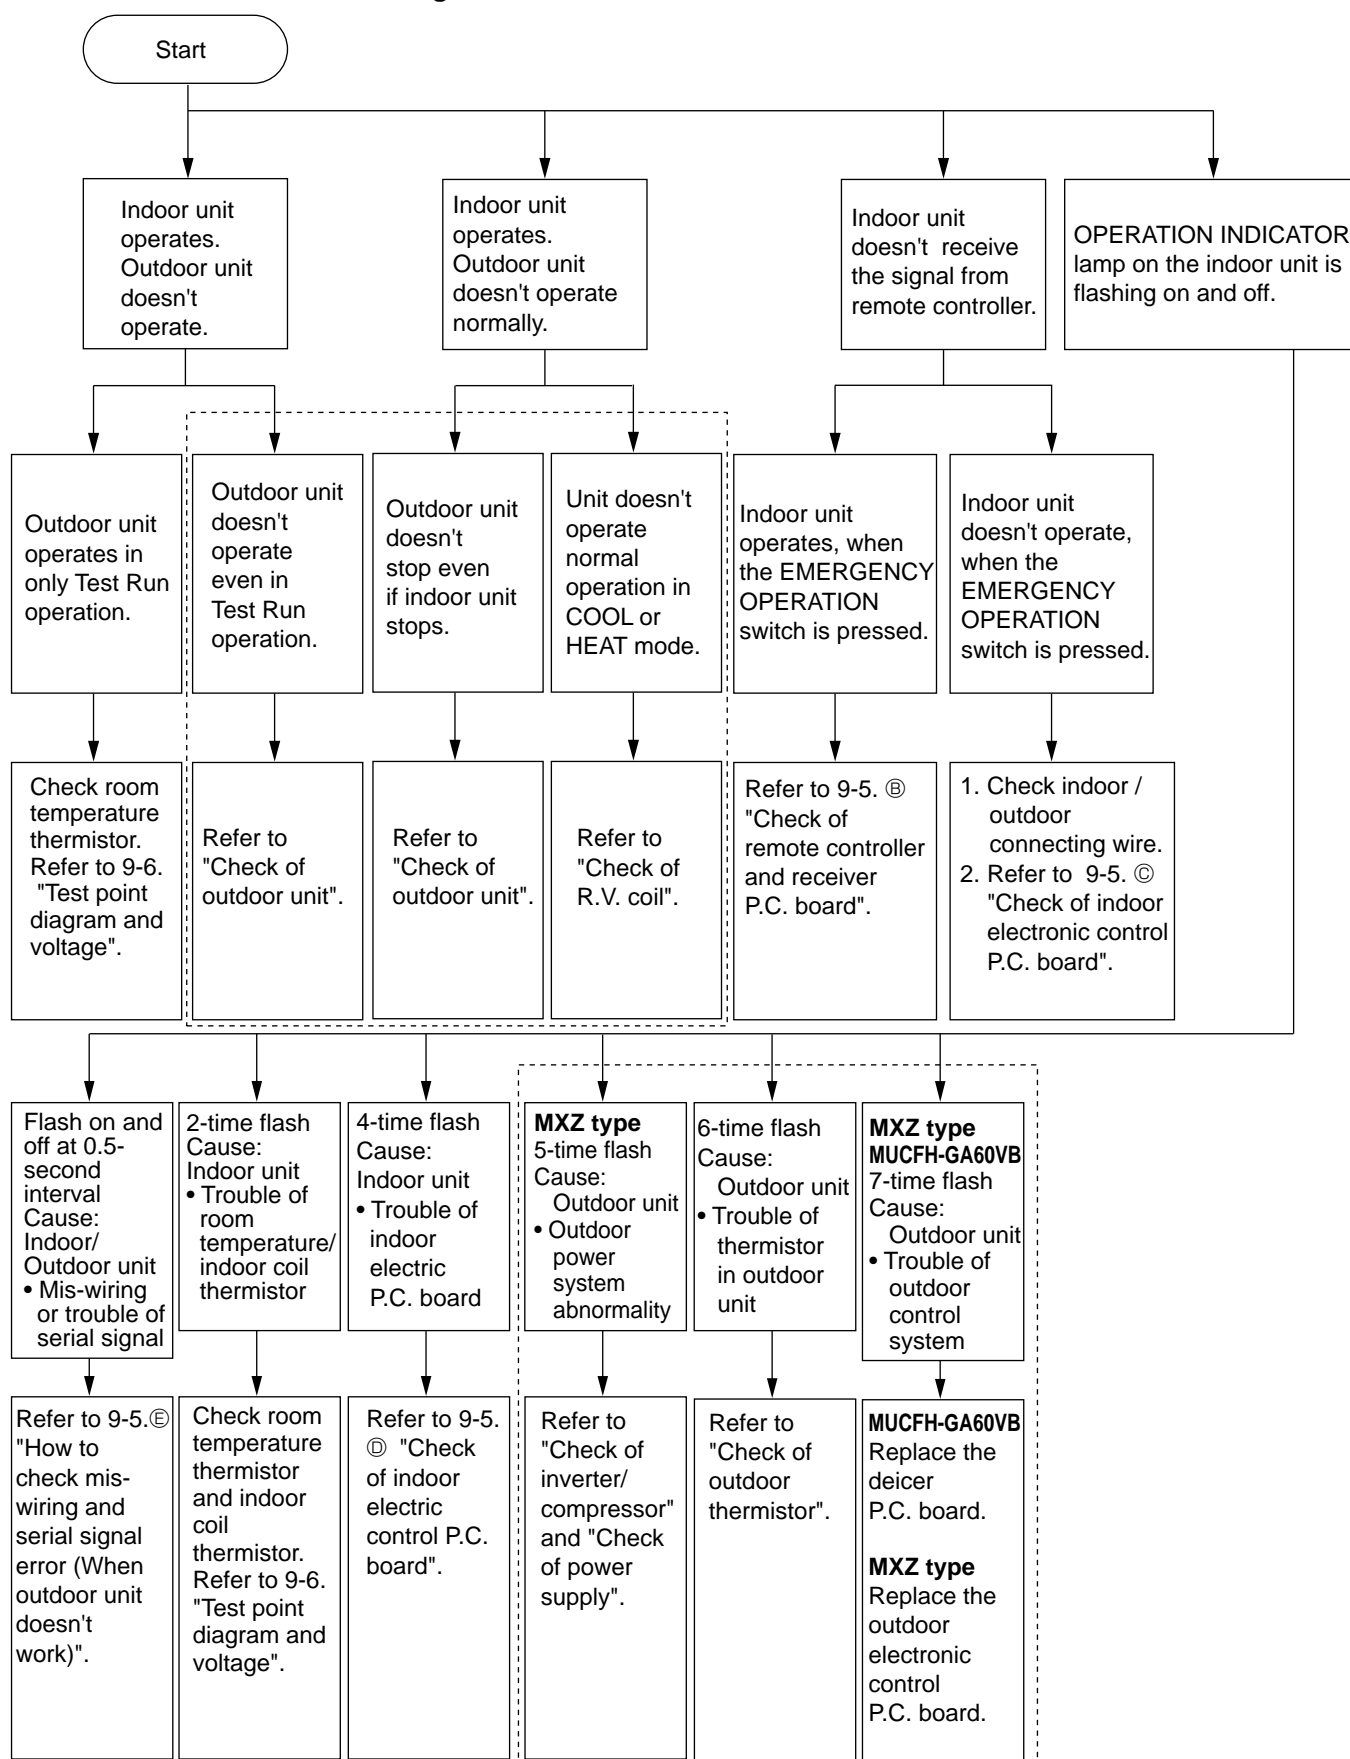 Start
Indoor unit
operates.
Outdoor unit
doesn't
operate.
Indoor unit
operates.
Outdoor unit
doesn't operate
normally.
Indoor unit
doesn't receive
the signal from
remote controller.
OPERATION INDICATOR
lamp on the indoor unit is
flashing on and off.
Outdoor unit
operates in
only Test Run
operation.
Outdoor unit
doesn't
operate
even in
Test Run
operation.
Outdoor unit
doesn't
stop even
if indoor unit
stops.
Unit doesn't
operate
normal
operation in
COOL or
HEAT mode.
Indoor unit
operates, when
the EMERGENCY
OPERATION
switch is pressed.
Indoor unit
doesn't operate,
when the
EMERGENCY
OPERATION
switch is pressed.
Check room
temperature
thermistor.
Refer to 9-6.
"Test point
diagram and
voltage".
Refer to
"Check of
outdoor unit".
Refer to
"Check of
outdoor unit".
Refer to
"Check of
R.V. coil".
Refer to 9-5. Ⓑ
"Check of
remote controller
and receiver
P.C. board".
1. Check indoor /
outdoor
connecting wire.
2. Refer to 9-5. Ⓒ
"Check of indoor
electronic control
P.C. board".
Flash on and
off at 0.5-
second
interval
Cause:
Indoor/
Outdoor unit
• Mis-wiring
or trouble of
serial signal
2-time flash
Cause:
Indoor unit
• Trouble of
room
temperature/
indoor coil
thermistor
4-time flash
Cause:
Indoor unit
• Trouble of
indoor
electric
P.C. board
MXZ type
5-time flash
Cause:
Outdoor unit
• Outdoor
power
system
abnormality
6-time flash
Cause:
Outdoor unit
• Trouble of
thermistor
in outdoor
unit
MXZ type
MUCFH-GA60VB
7-time flash
Cause:
Outdoor unit
• Trouble of
outdoor
control
system
Refer to 9-5.Ⓔ
"How to
check mis-
wiring and
serial signal
error (When
outdoor unit
doesn't
work)".
Check room
temperature
thermistor
and indoor
coil
thermistor.
Refer to 9-6.
"Test point
diagram and
voltage".
Refer to 9-5.
Ⓓ "Check
of indoor
electric
control P.C.
board".
Refer to
"Check of
inverter/
compressor"
and "Check
of power
supply".
Refer to
"Check of
outdoor
thermistor".
MUCFH-GA60VB
Replace the
deicer
P.C. board.
MXZ type
Replace the
outdoor
electronic
control
P.C. board.